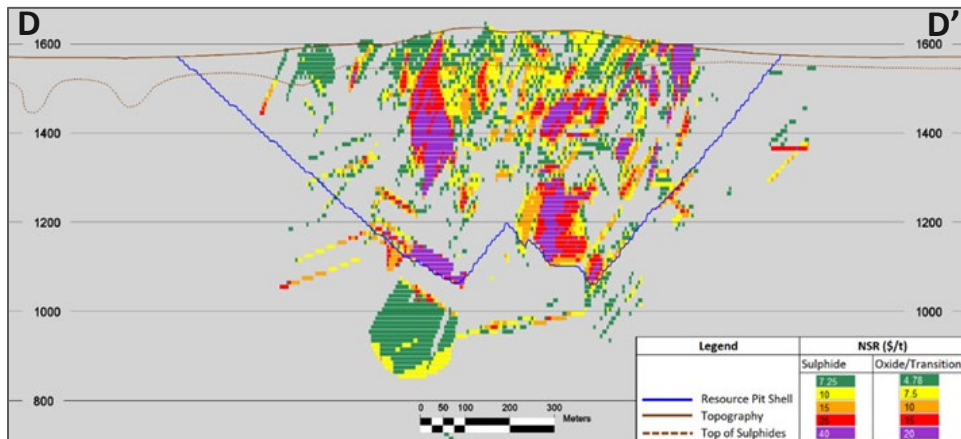 D
D'
1600
1600
1400
1400
1200
1200
1000
1000
800
0 50 100 200 300
Meters
Legend
NSR ($/t)
Sulphide
Oxide/Transition
7.25
4.78
10
7.5
Resource Pit Shell
15
10
Topography
25
15
Top of Sulphides
40
20